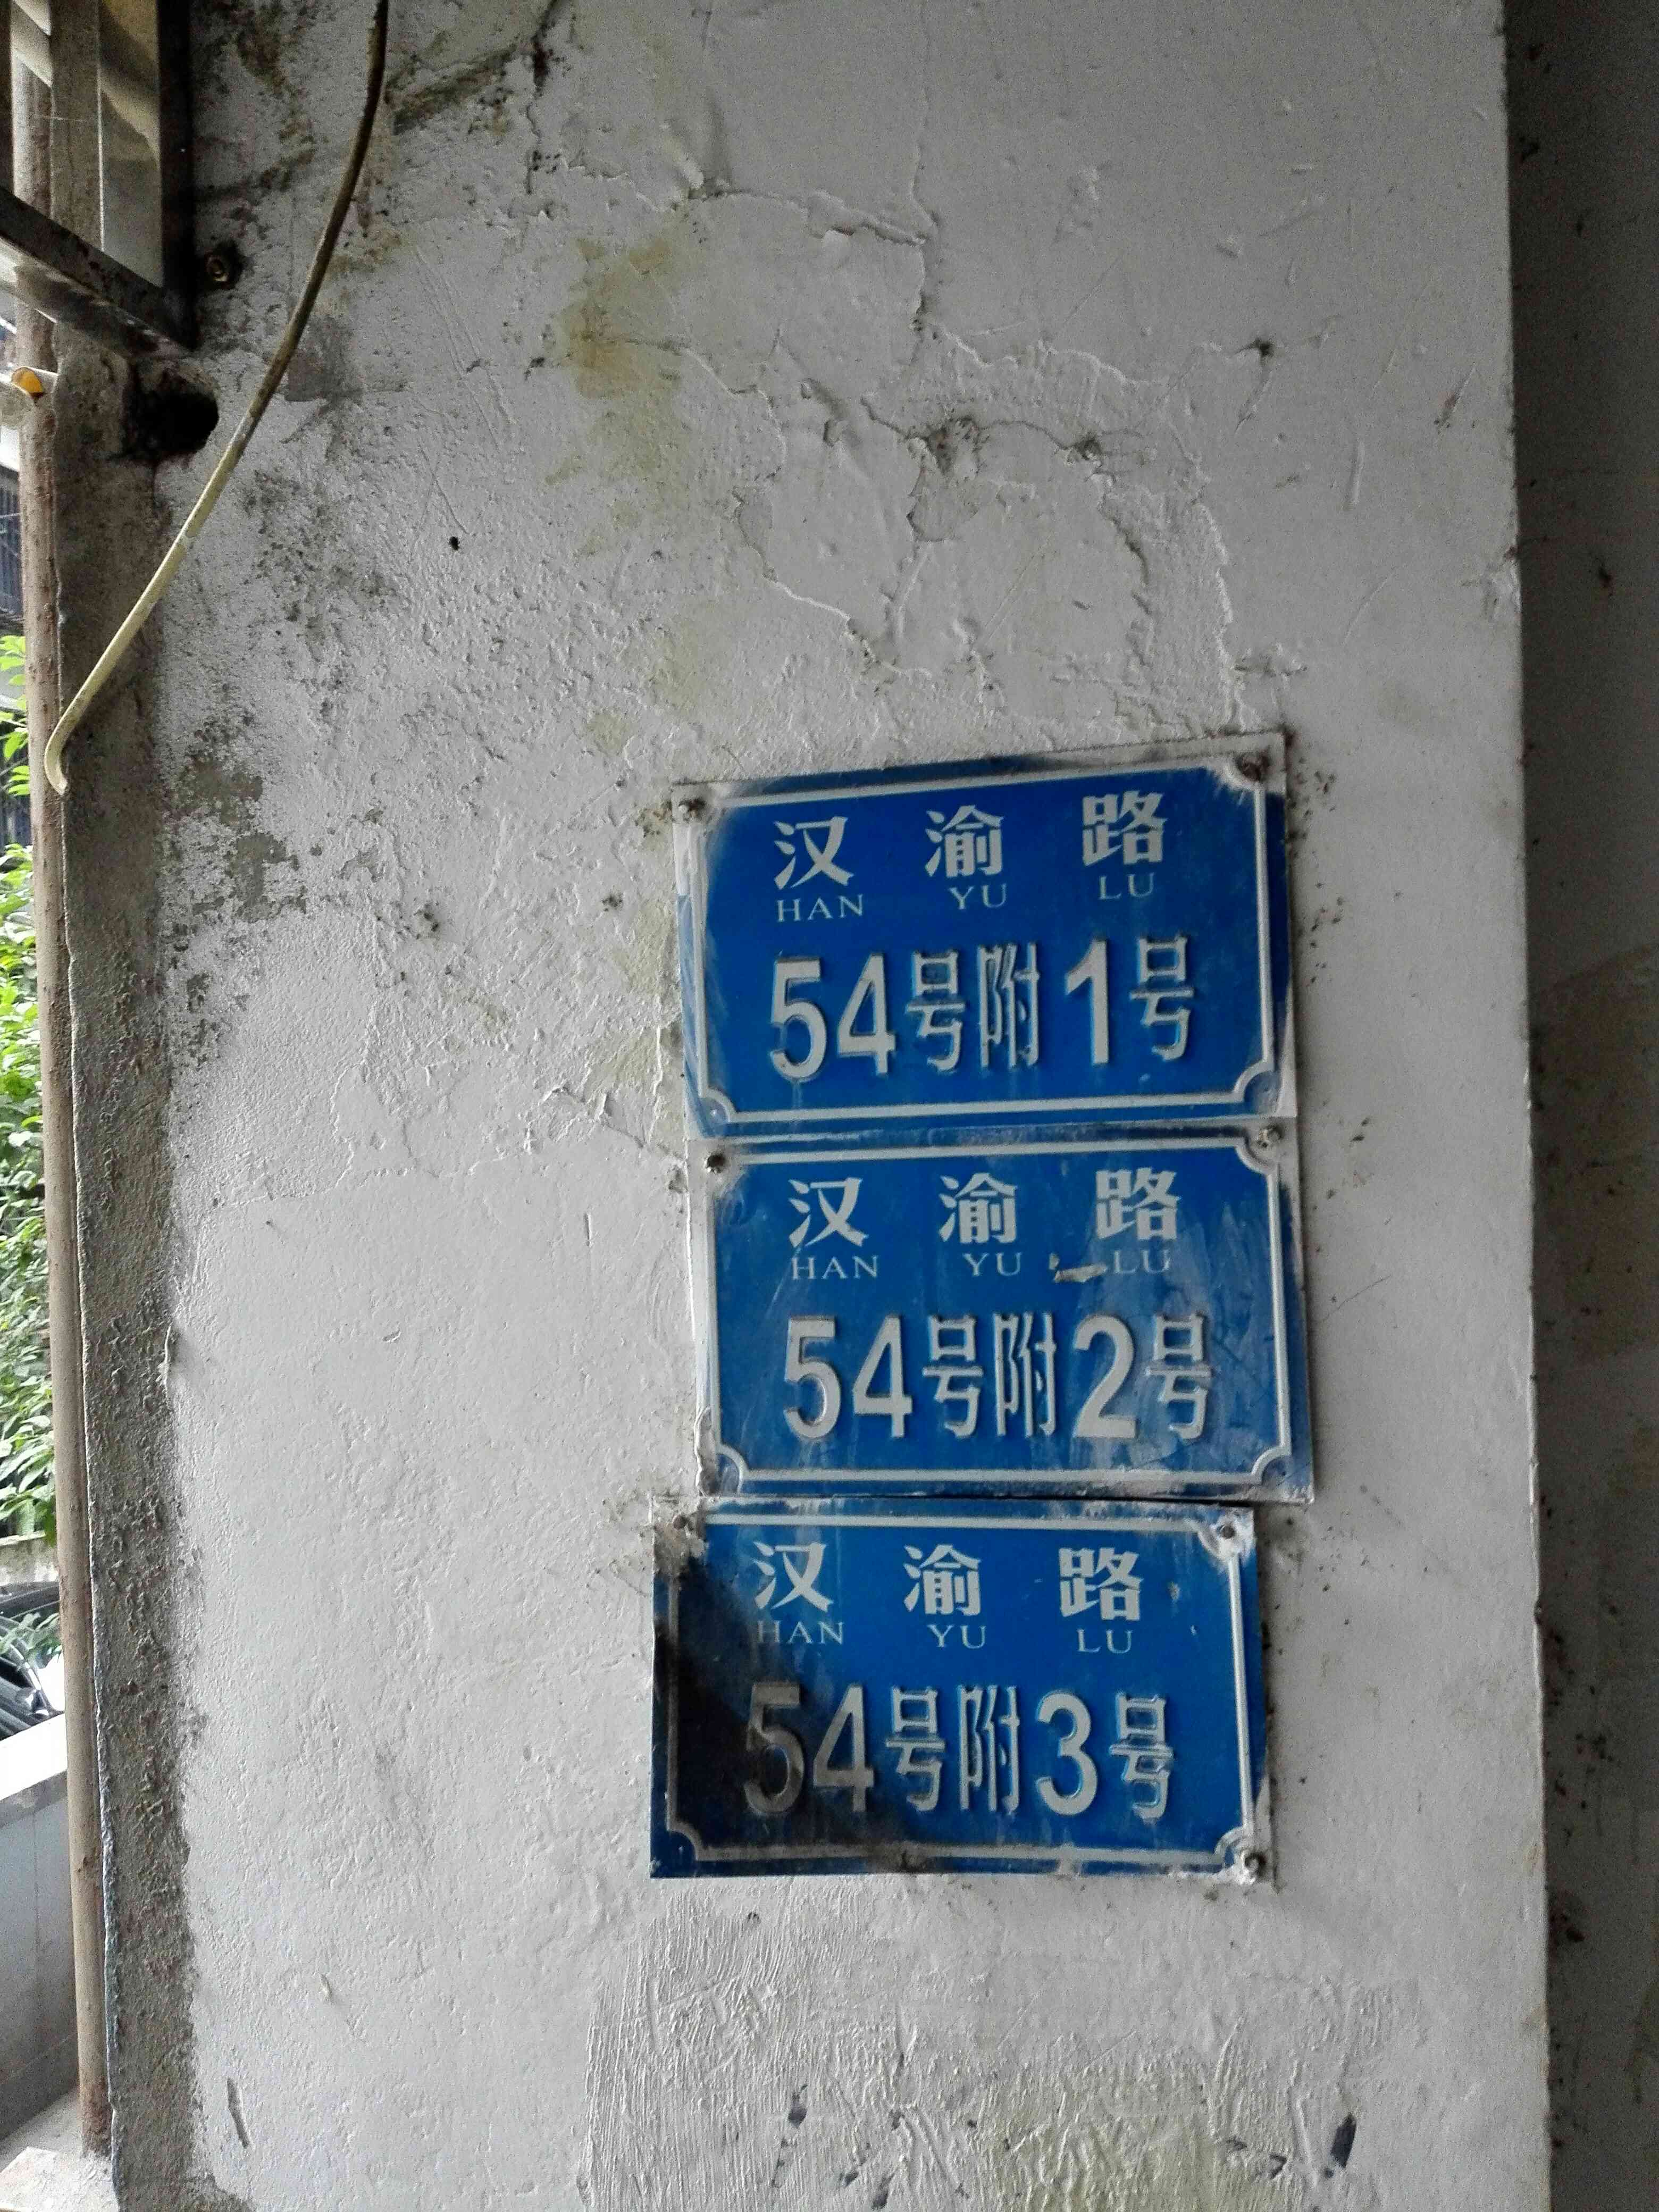 汉 渝 路
HAN YU LU
54号附1号
汉 渝 路
HAN YU LU
54号附2号
汉 渝 路
HAN YU LU
54号附3号